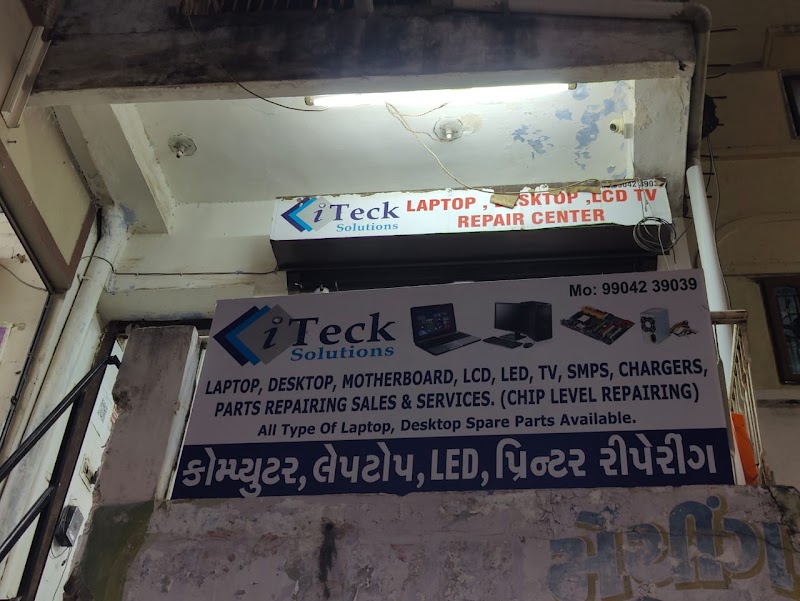 iTeck
Solutions
LAPTOP , DESKTOP ,LCD TV
REPAIR CENTER
Mo: 99042 39039
iTeck
Solutions
LAPTOP, DESKTOP, MOTHERBOARD, LCD, LED, TV, SMPS, CHARGERS,
PARTS REPAIRING SALES & SERVICES. (CHIP LEVEL REPAIRING)
All Type Of Laptop, Desktop Spare Parts Available.
કોમ્પ્યુટર, લેપટોપ, LED, પ્રિન્ટર રીપેરીંગ